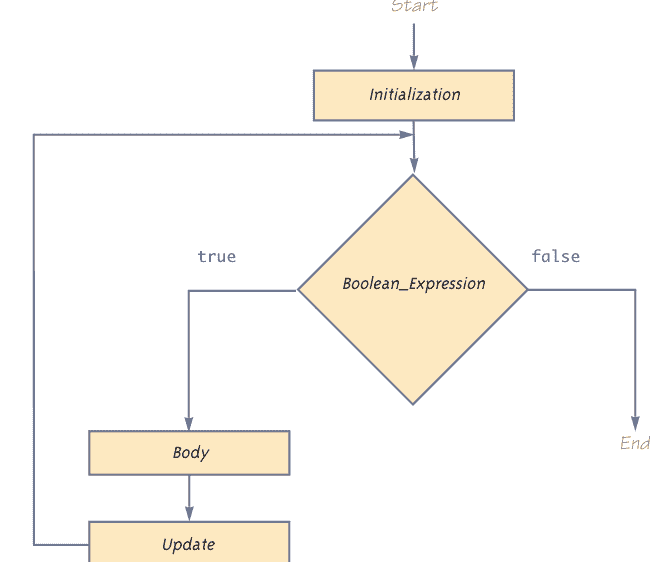 Start
Initialization
true
false
Boolean_Expression
End
Body
Update